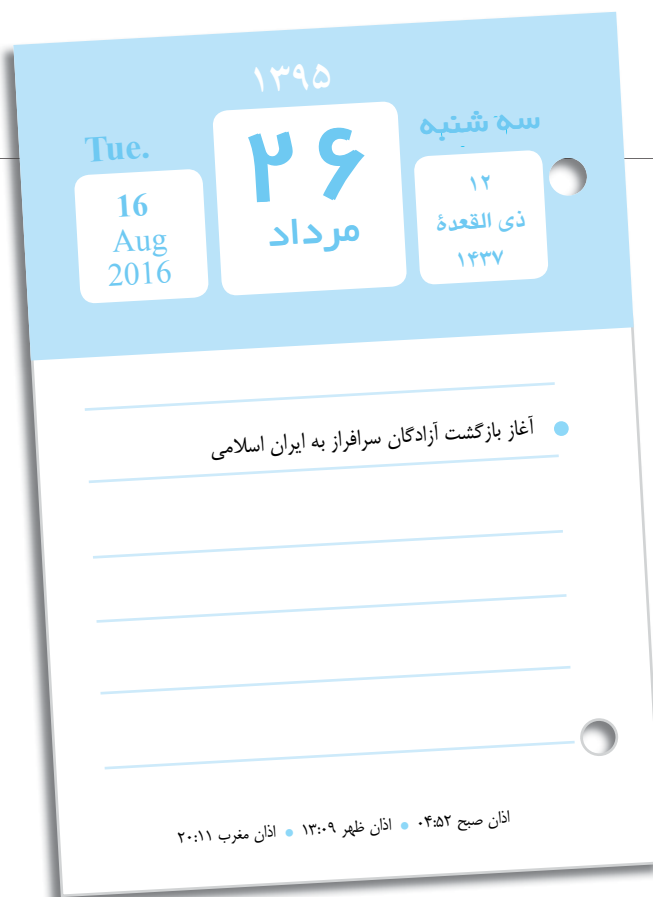 ۱۳۹۵
سه شنبه
۱۲
ذی القعدة
۱۴۳۷
۲۶
مرداد
Tue.
16
Aug
2016
آغاز بازگشت آزادگان سرافراز به ایران اسلامی
اذان صبح ۰۴:۵۲ • اذان ظهر ۱۳:۰۹ • اذان مغرب ۲۰:۱۱